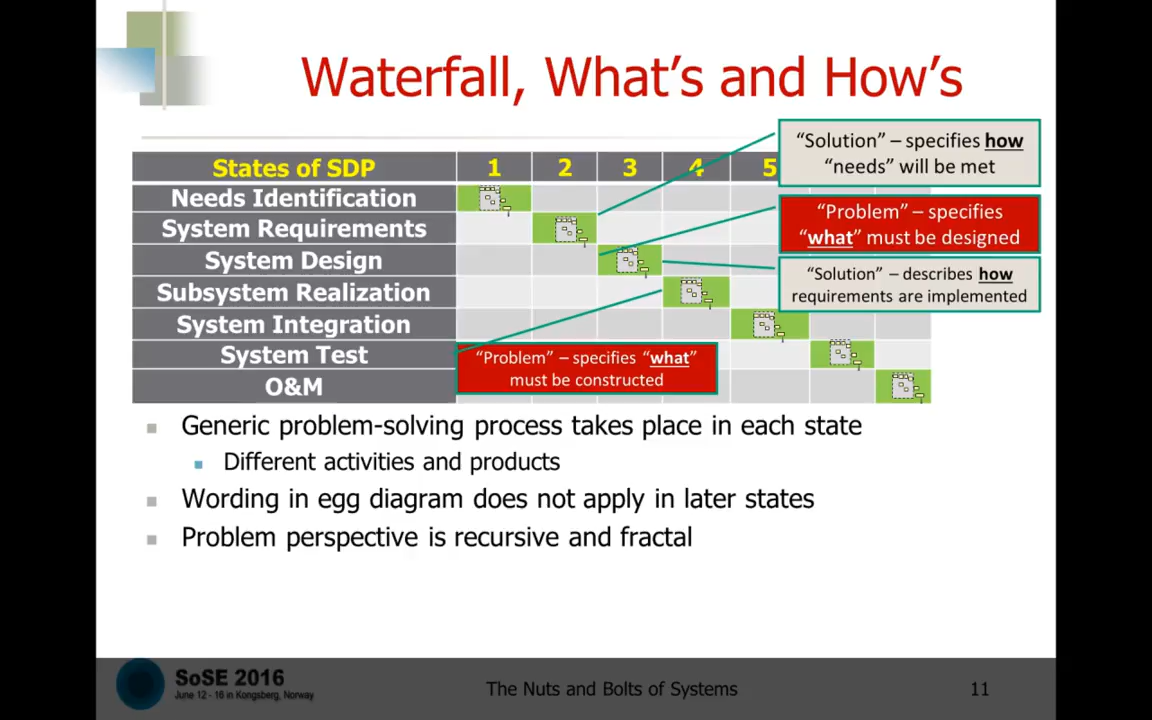 Waterfall, What's and How's
States of SDP 1 2 3 4 5
Needs Identification
System Requirements
System Design
Subsystem Realization
System Integration
System Test
O&M
“Solution” – specifies how
“needs” will be met
“Problem” – specifies
“what” must be designed
“Solution” – describes how
requirements are implemented
“Problem” – specifies “what”
must be constructed
Generic problem-solving process takes place in each state
Different activities and products
Wording in egg diagram does not apply in later states
Problem perspective is recursive and fractal
SoSE 2016
June 12 - 16 in Kongsberg, Norway
The Nuts and Bolts of Systems
11